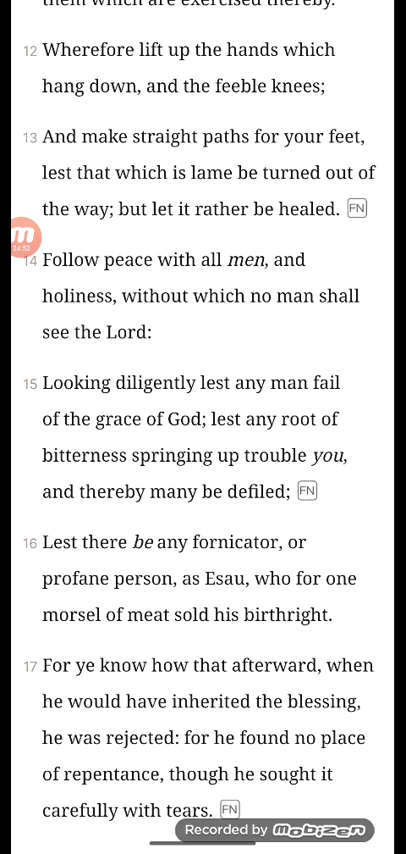 them which are exercised thereby.
12 Wherefore lift up the hands which
hang down, and the feeble knees;
13 And make straight paths for your feet,
lest that which is lame be turned out of
the way; but let it rather be healed. FN
m
34:52
14 Follow peace with all men, and
holiness, without which no man shall
see the Lord:
15 Looking diligently lest any man fail
of the grace of God; lest any root of
bitterness springing up trouble you,
and thereby many be defiled; FN
16 Lest there be any fornicator, or
profane person, as Esau, who for one
morsel of meat sold his birthright.
17 For ye know how that afterward, when
he would have inherited the blessing,
he was rejected: for he found no place
of repentance, though he sought it
carefully with tears. FN
Recorded by mobizen